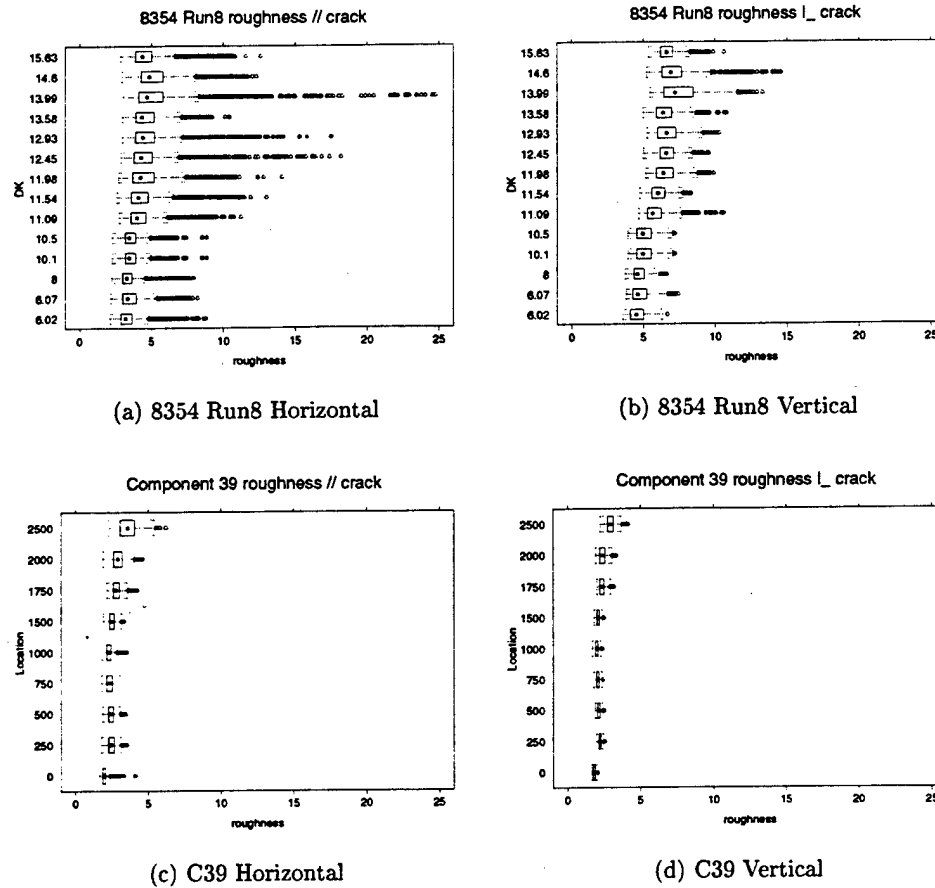 8354 Run8 roughness // crack
15.63
14.6
13.99
13.58
12.93
12.45
11.98
11.54
11.09
10.5
10.1
8
6.07
6.02
DK
0 5 10 15 20 25
roughness
(a) 8354 Run8 Horizontal
8354 Run8 roughness |_ crack
15.63
14.6
13.99
13.58
12.93
12.45
11.98
11.54
11.09
10.5
10.1
8
6.07
6.02
DK
0 5 10 15 20 25
roughness
(b) 8354 Run8 Vertical
Component 39 roughness // crack
2500
2000
1750
1500
1000
750
500
250
0
Location
0 5 10 15 20 25
roughness
(c) C39 Horizontal
Component 39 roughness |_ crack
2500
2000
1750
1500
1000
750
500
250
0
Location
0 5 10 15 20 25
roughness
(d) C39 Vertical